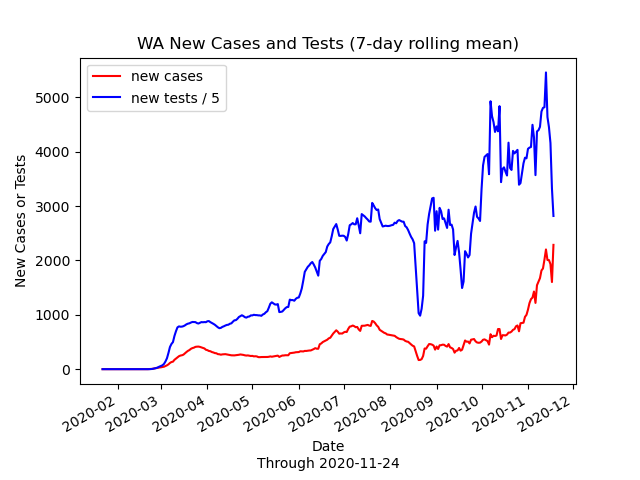 WA New Cases and Tests (7-day rolling mean)
new cases
new tests / 5
New Cases or Tests
5000
4000
3000
2000
1000
0
2020-02
2020-03
2020-04
2020-05
2020-06
2020-07
2020-08
2020-09
2020-10
2020-11
2020-12
Date
Through 2020-11-24